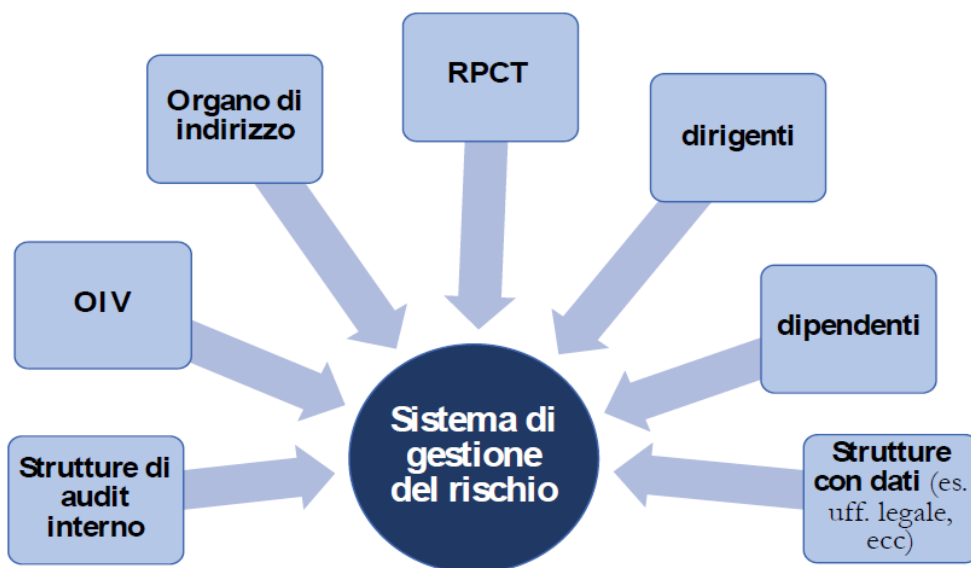 RPCT
Organo di
indirizzo
dirigenti
OIV
dipendenti
Strutture di
audit
interno
Sistema di
gestione
del rischio
Strutture
con dati (es.
uff. legale,
ecc)